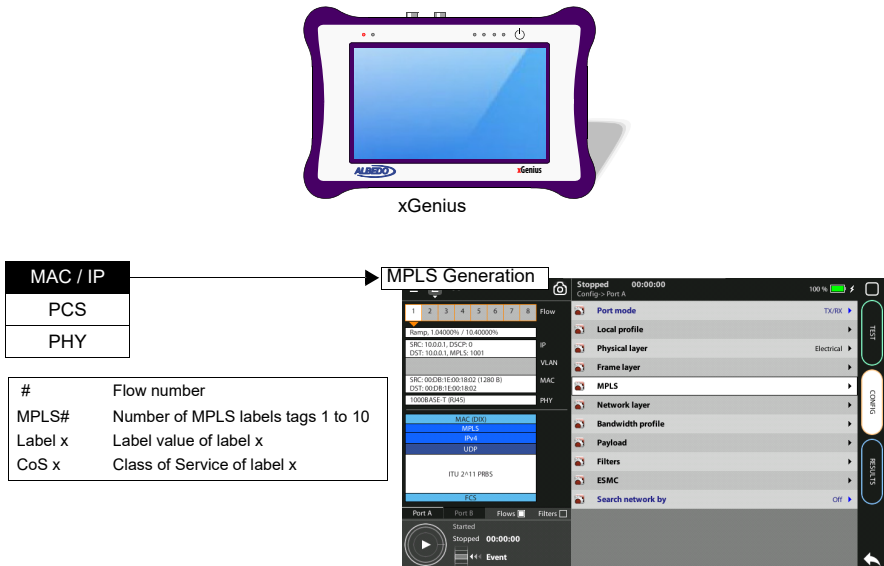 ALBEDO
xGenius
xGenius
MAC / IP
PCS
PHY
MPLS Generation
# Flow number
MPLS# Number of MPLS labels tags 1 to 10
Label x Label value of label x
CoS x Class of Service of label x
1 2 3 4 5 6 7 8 Flow
Ramp, 1.04000% / 10.40000%
SRC: 10.0.0.1, DSCP: 0 IP
DST: 10.0.0.1, MPLS: 1001
VLAN
SRC: 00:DB:1E:00:18:02 (1280 B) MAC
DST: 00:DB:1E:00:18:02
1000BASE-T (RJ45) PHY
MAC (DIX)
MPLS
IPv4
UDP
ITU 2^11 PRBS
FCS
Port A Port B Flows Filters
Started
Stopped 00:00:00
Event
Stopped 00:00:00 100 %
Config-> Port A
Port mode TX/RX
Local profile
Physical layer Electrical
Frame layer
MPLS
Network layer
Bandwidth profile
Payload
Filters
ESMC
Search network by Off
TEST
CONFIG
RESULTS